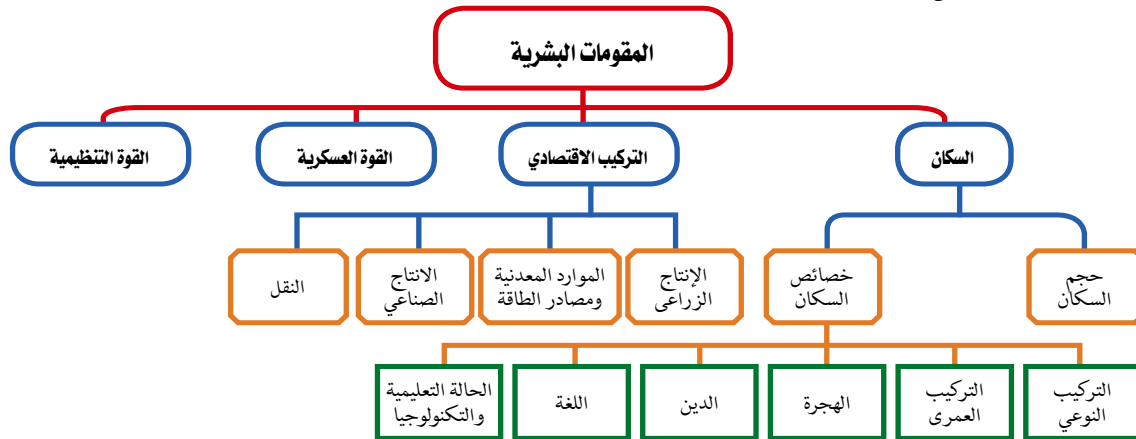 المقومات البشرية
السكان
التركيب الاقتصادي
القوة العسكرية
القوة التنظيمية
حجم
السكان
خصائص
السكان
الإنتاج
الزراعى
الموارد المعدنية
ومصادر الطاقة
الانتاج
الصناعي
النقل
التركيب
النوعي
التركيب
العمرى
الهجرة
الدين
اللغة
الحالة التعليمية
والتكنولوجيا